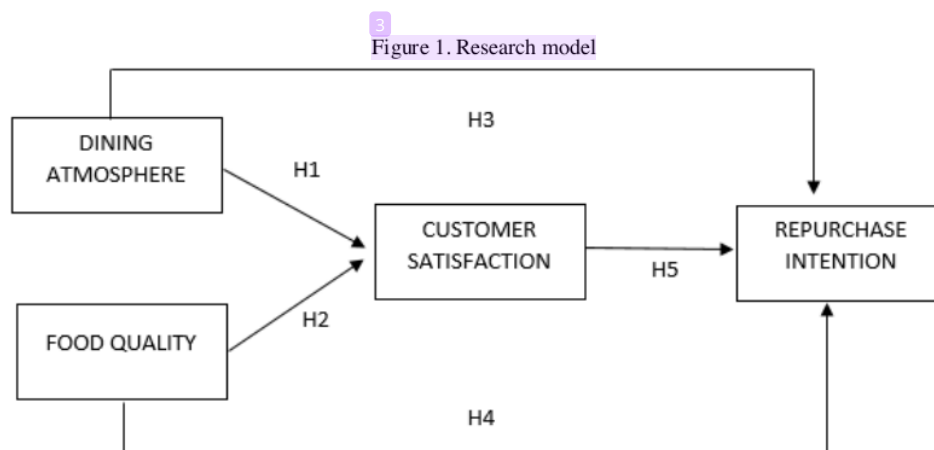 3
Figure 1. Research model
H3
DINING
ATMOSPHERE
H1
CUSTOMER
SATISFACTION
REPURCHASE
INTENTION
H5
H2
FOOD QUALITY
H4